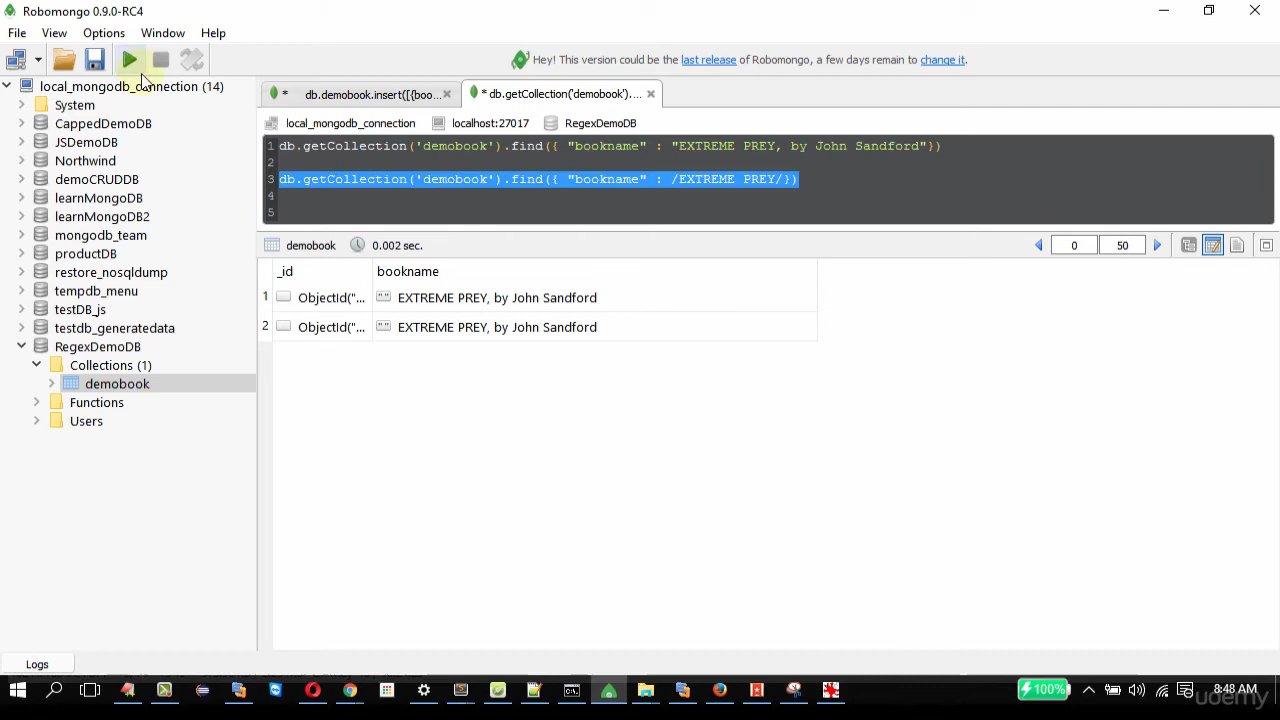 Robomongo 0.9.0-RC4
File View Options Window Help
Hey! This version could be the last release of Robomongo, a few days remain to change it.
local_mongodb_connection (14)
System
CappedDemoDB
JSDemoDB
Northwind
demoCRUDDB
learnMongoDB
learnMongoDB2
mongodb_team
productDB
restore_nosqldump
tempdb_menu
testDB_js
testdb_generatedata
RegexDemoDB
Collections (1)
demobook
Functions
Users
* db.demobook.insert([{boo... * db.getCollection('demobook')....
local_mongodb_connection localhost:27017 RegexDemoDB
1 db.getCollection('demobook').find({ "bookname" : "EXTREME PREY, by John Sandford"})
2
3 db.getCollection('demobook').find({ "bookname" : /EXTREME PREY/})
4
5
demobook 0.002 sec. 0 50
_id bookname
1 ObjectId("... "" EXTREME PREY, by John Sandford
2 ObjectId("... "" EXTREME PREY, by John Sandford
Logs
100% 8:48 AM
udemy